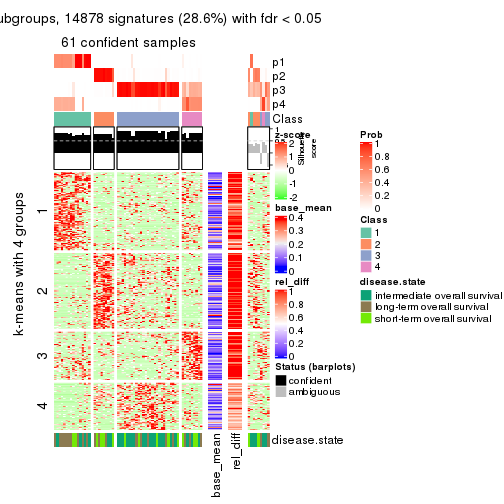 ubgroups, 14878 signatures (28.6%) with fdr < 0.05
61 confident samples
p1
p2
p3
p4
Class
Silhouette
score
1
k-means with 4 groups
1
2
3
4
base_mean
rel_diff
disease.state
z-score
2
1
0
-1
-2
base_mean
0.4
0.3
0.2
0.1
0
rel_diff
1
0.8
0.6
0.4
0.2
0
Status (barplots)
confident
ambiguous
Prob
1
0.8
0.6
0.4
0.2
0
Class
1
2
3
4
disease.state
intermediate overall survival
long-term overall survival
short-term overall survival